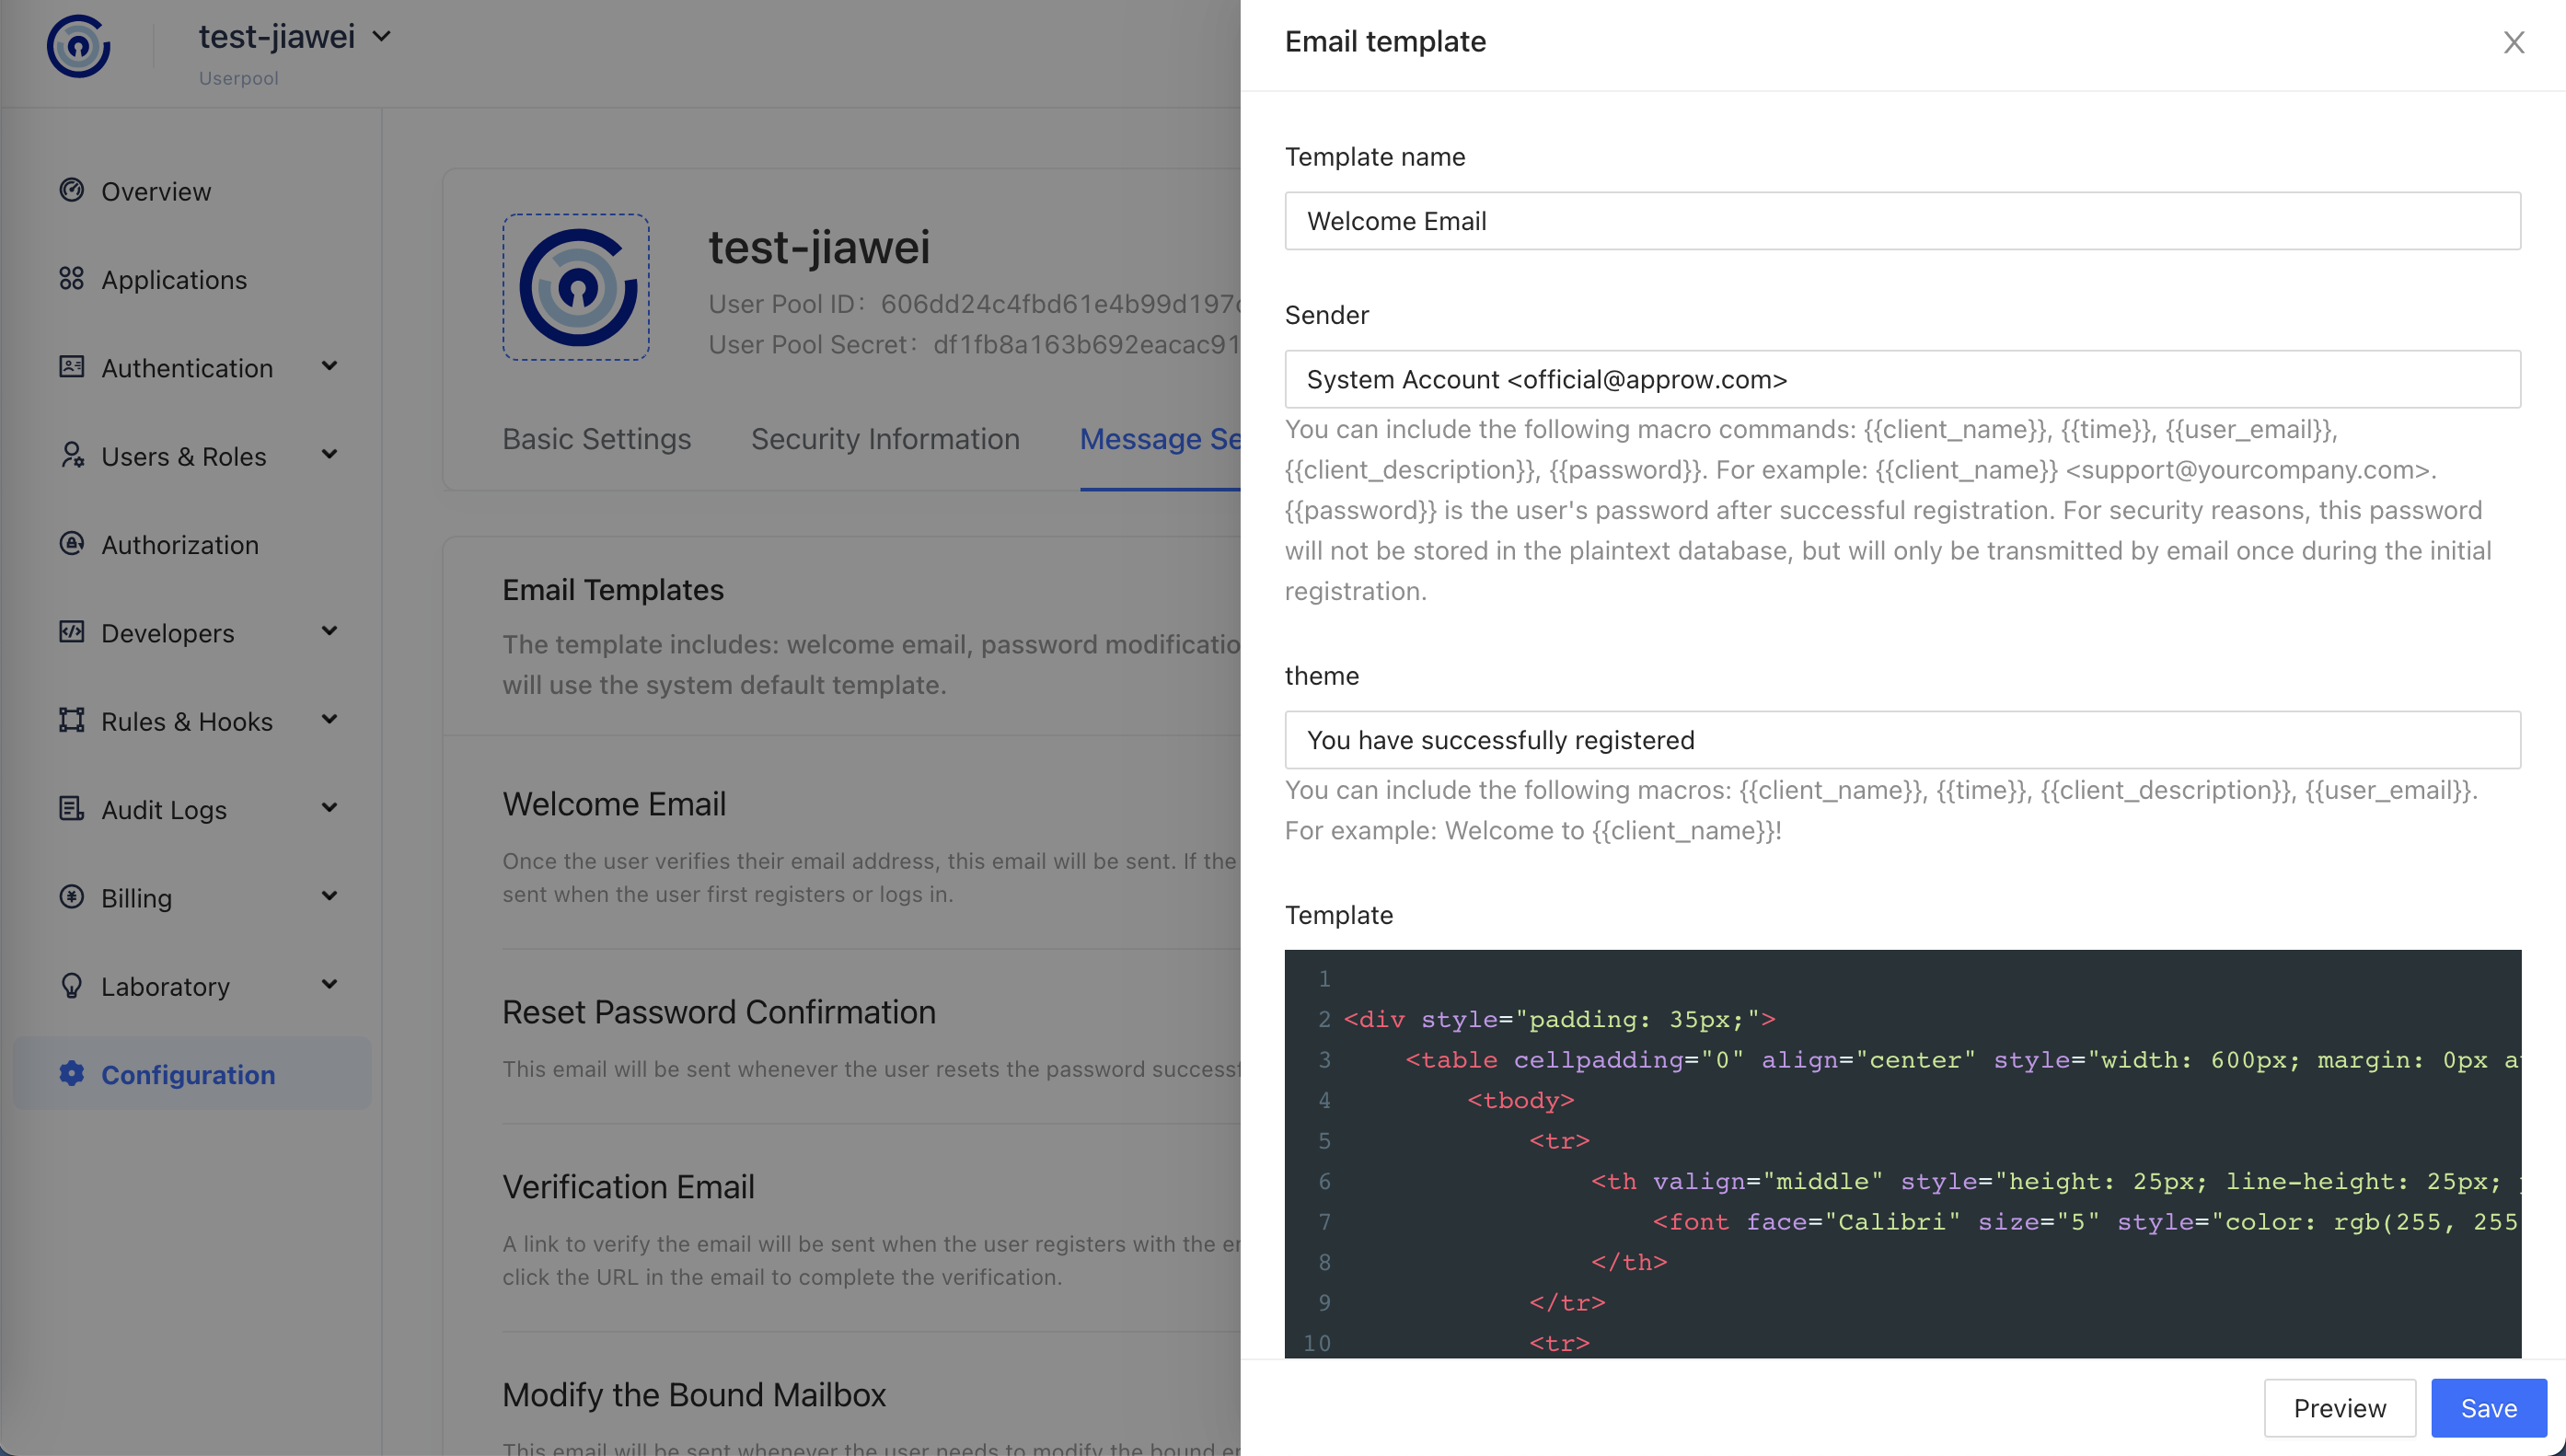 test-jiawei
Userpool
Overview
Applications
Authentication
Users & Roles
Authorization
Developers
Rules & Hooks
Audit Logs
Billing
Laboratory
Configuration
test-jiawei
User Pool ID: 606dd24c4fbd61e4b99d197
User Pool Secret: df1fb8a163b692eacac91
Basic Settings
Security Information
Message Se
Email Templates
The template includes: welcome email, password modificatio
will use the system default template.
Welcome Email
Once the user verifies their email address, this email will be sent. If the
sent when the user first registers or logs in.
Reset Password Confirmation
This email will be sent whenever the user resets the password successf
Verification Email
A link to verify the email will be sent when the user registers with the
click the URL in the email to complete the verification.
Modify the Bound Mailbox
This email will be sent whenever the user needs to modify the bound
Email template
Template name
Welcome Email
Sender
System Account <official@approw.com>
You can include the following macro commands: {{client_name}}, {{time}}, {{user_email}},
{{client_description}}, {{password}}. For example: {{client_name}} <support@yourcompany.com>.
{{password}} is the user's password after successful registration. For security reasons, this password
will not be stored in the plaintext database, but will only be transmitted by email once during the initial
registration.
theme
You have successfully registered
You can include the following macros: {{client_name}}, {{time}}, {{client_description}}, {{user_email}}.
For example: Welcome to {{client_name}}!
Template
1
2 <div style="padding: 35px;">
3 <table cellpadding="0" align="center" style="width: 600px; margin: 0px a
4 <tbody>
5 <tr>
6 <th valign="middle" style="height: 25px; line-height: 25px;
7 <font face="Calibri" size="5" style="color: rgb(255, 255
8 </th>
9 </tr>
10 <tr>
Preview
Save